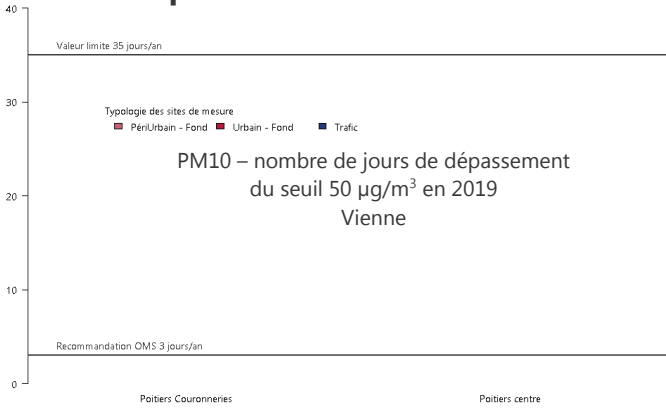 40
Valeur limite 35 jours/an
30
Typologie des sites de mesure
PériUrbain - Fond Urbain - Fond Trafic
PM10 – nombre de jours de dépassement
du seuil 50 µg/m³ en 2019
Vienne
20
10
Recommandation OMS 3 jours/an
0
Poitiers Couronneries Poitiers centre